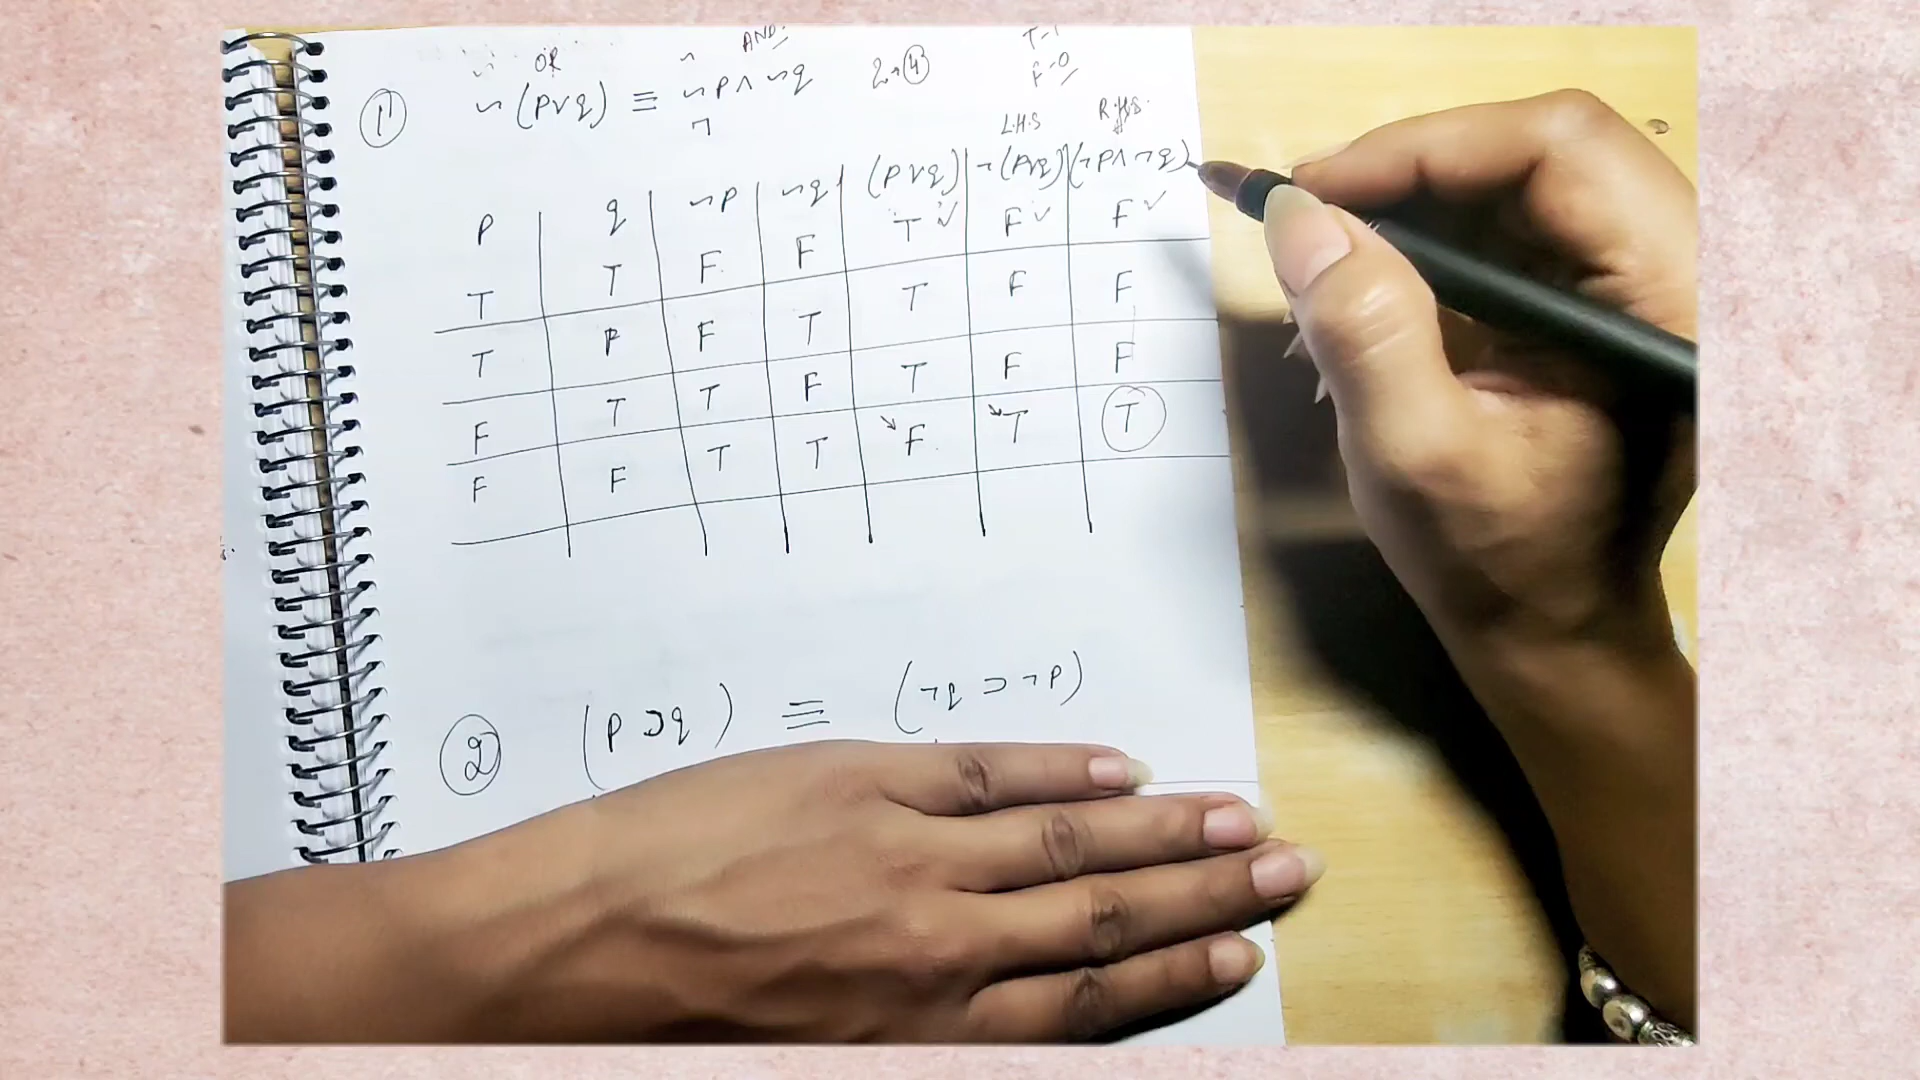 OR AND: T-1
① ~(p∨q) ≡ ~p∧~q 2→④ F-0
¬ L.H.S R.H.S.
p q ~p ~q (p∨q) ¬(p∨q) (¬p∧¬q)
T T F F T ✓ F ✓ F ✓
T F F T T F F
F T T F T F F
F F T T F T T
② (p⊃q) ≡ (¬q⊃¬p)